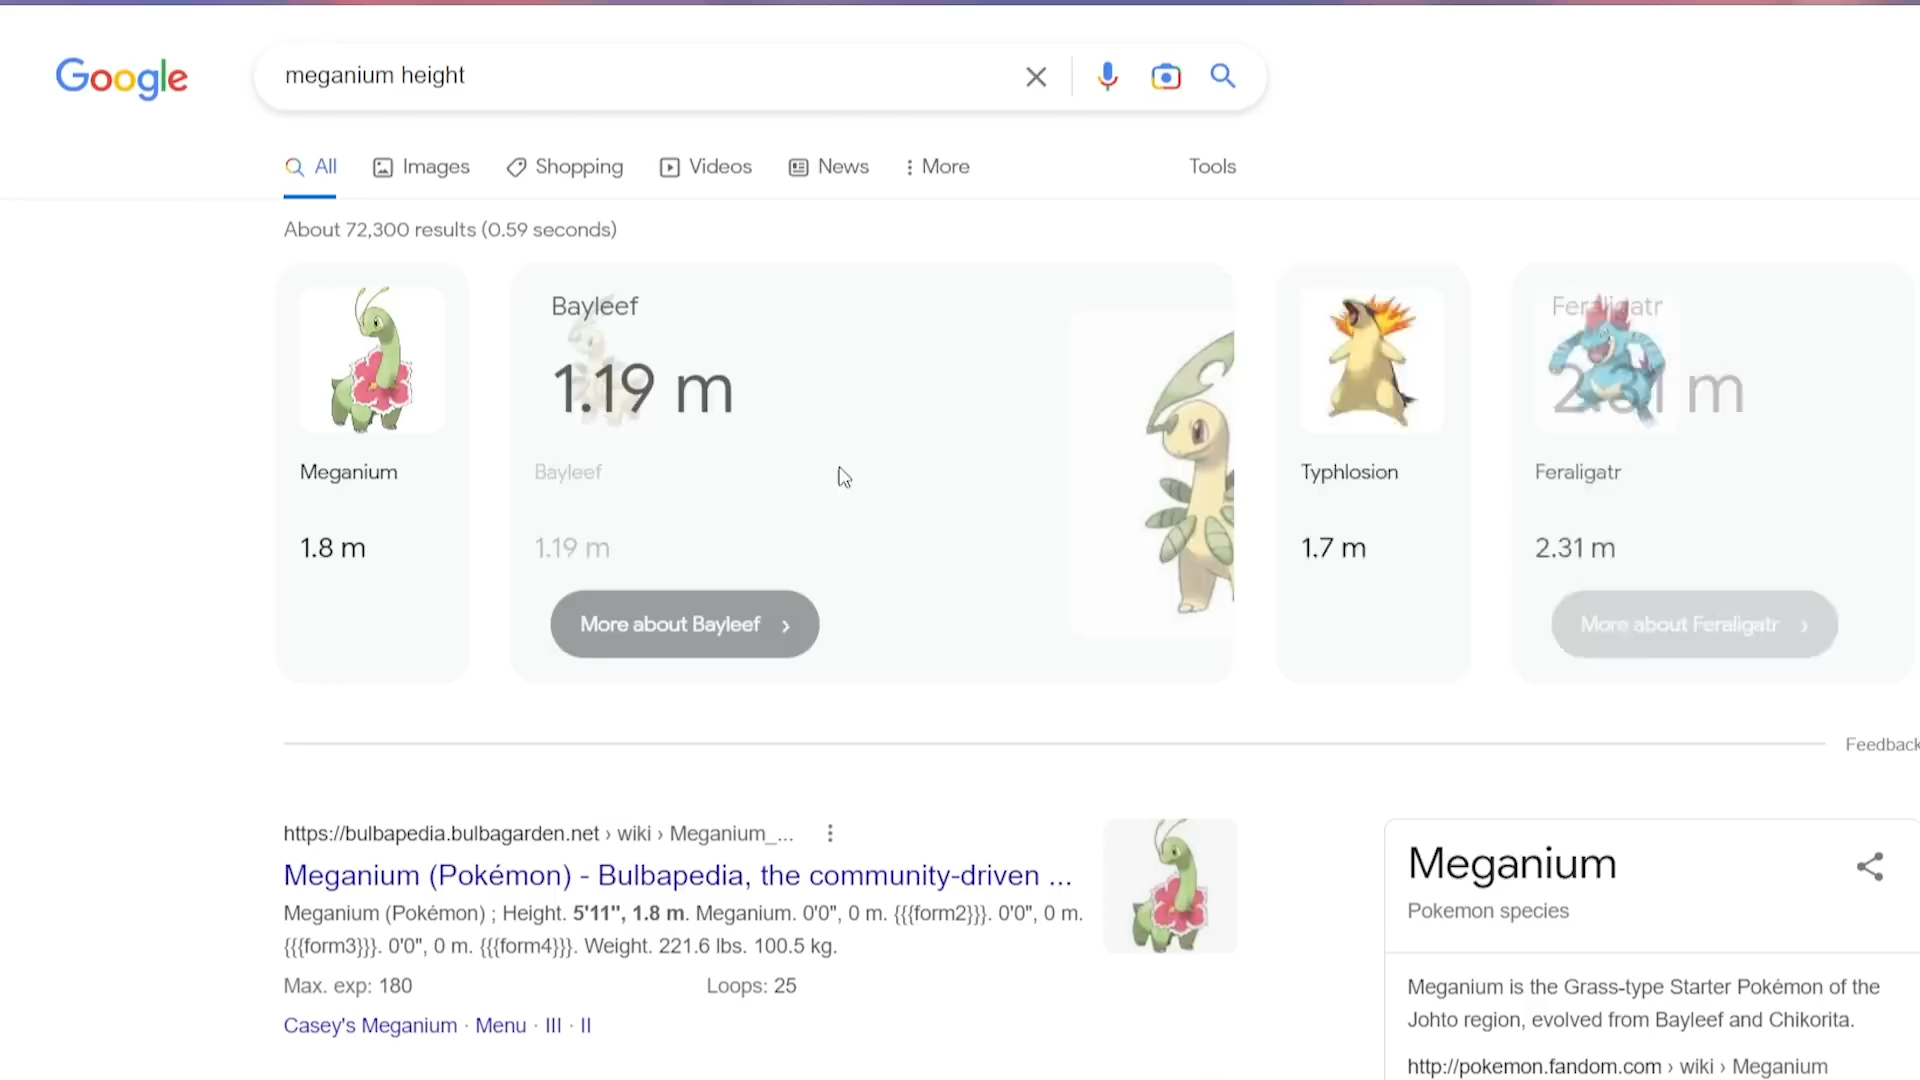 Google
meganium height
All
Images
Shopping
Videos
News
More
Tools
About 72,300 results (0.59 seconds)
Meganium
1.8 m
Bayleef
1.19 m
Bayleef
1.19 m
More about Bayleef
Typhlosion
1.7 m
Feraligatr
2.31 m
Feraligatr
2.31 m
More about Feraligatr
Feedback
https://bulbapedia.bulbagarden.net › wiki › Meganium_...
Meganium (Pokémon) - Bulbapedia, the community-driven ...
Meganium (Pokémon) ; Height. 5'11", 1.8 m. Meganium. 0'0", 0 m. {{{form2}}}. 0'0", 0 m.
{{{form3}}}. 0'0", 0 m. {{{form4}}}. Weight. 221.6 lbs. 100.5 kg.
Max. exp: 180
Loops: 25
Casey's Meganium · Menu · III · II
Meganium
Pokemon species
Meganium is the Grass-type Starter Pokémon of the
Johto region, evolved from Bayleef and Chikorita.
http://pokemon.fandom.com › wiki › Meganium